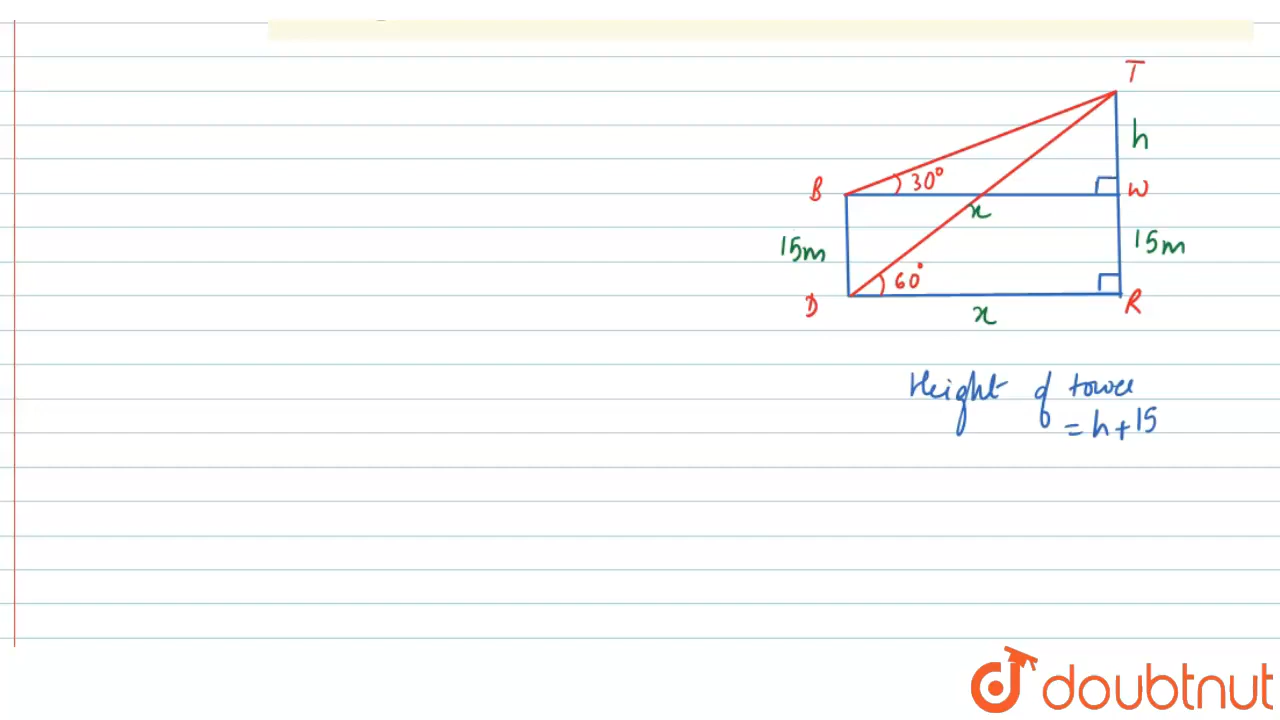 T
h
B
30°
W
x
15m
15m
60°
D
R
x
Height of tower
= h+15
doubtnut